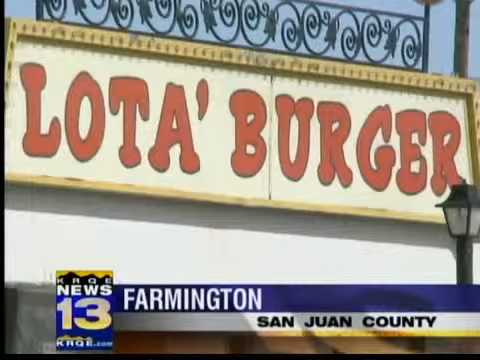 LOTA' BURGER
KRQE
NEWS
13
KRQE.com
FARMINGTON
SAN JUAN COUNTY